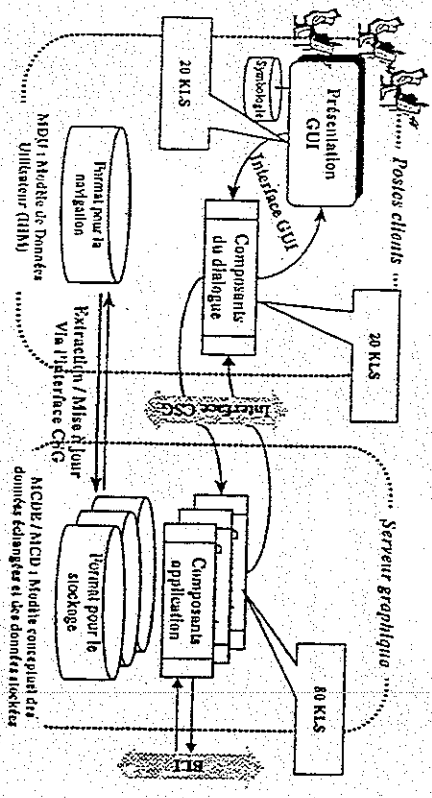 Postes clients
Serveur graphique
Présentation
GUI
Symbologie
20 KLS
Interface GUI
Composants
du dialogue
20 KLS
Interface CSG
Composants
application
80 KLS
BLI
Format pour la
navigation
Extraction / Mise à jour
Via l'interface CSG
Format pour le
stockage
MDU : Modèle de Données
Utilisateur (IHM)
MCDE / MCD : Modèle conceptuel des
données échangées et des données stockées